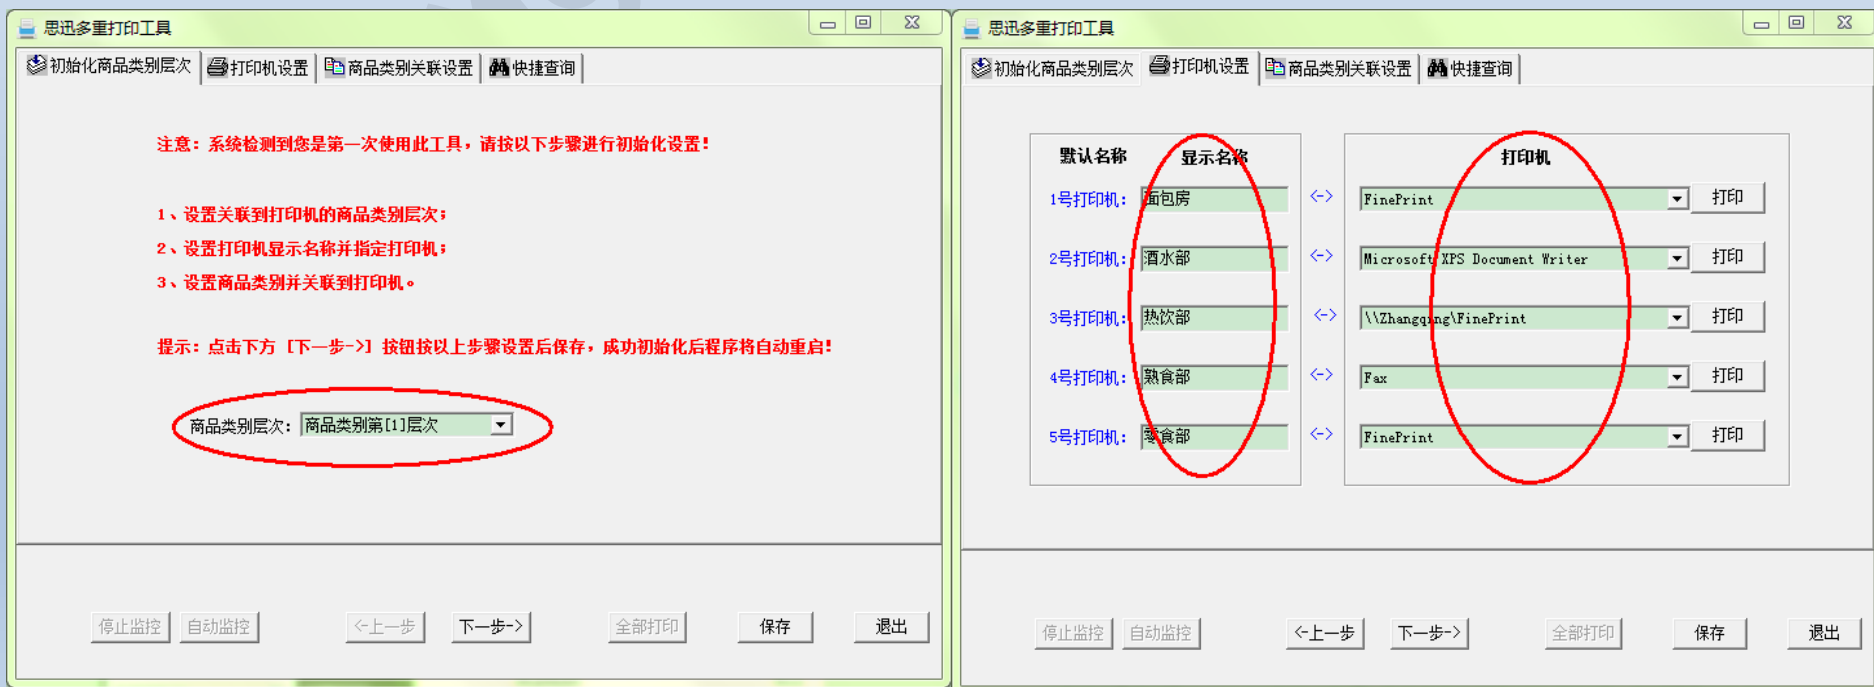 思迅多重打印工具
初始化商品类别层次 打印机设置 商品类别关联设置 快捷查询
注意：系统检测到您是第一次使用此工具，请按以下步骤进行初始化设置！
1、设置关联到打印机的商品类别层次；
2、设置打印机显示名称并指定打印机；
3、设置商品类别并关联到打印机。
提示：点击下方［下一步->］按钮按以上步骤设置后保存，成功初始化后程序将自动重启！
商品类别层次： 商品类别第[1]层次
停止监控 自动监控 <-上一步 下一步-> 全部打印 保存 退出
思迅多重打印工具
初始化商品类别层次 打印机设置 商品类别关联设置 快捷查询
默认名称 显示名称 打印机
1号打印机： 面包房 <-> FinePrint 打印
2号打印机： 酒水部 <-> Microsoft XPS Document Writer 打印
3号打印机： 热饮部 <-> \\Zhangqing\FinePrint 打印
4号打印机： 熟食部 <-> Fax 打印
5号打印机： 零食部 <-> FinePrint 打印
停止监控 自动监控 <-上一步 下一步-> 全部打印 保存 退出